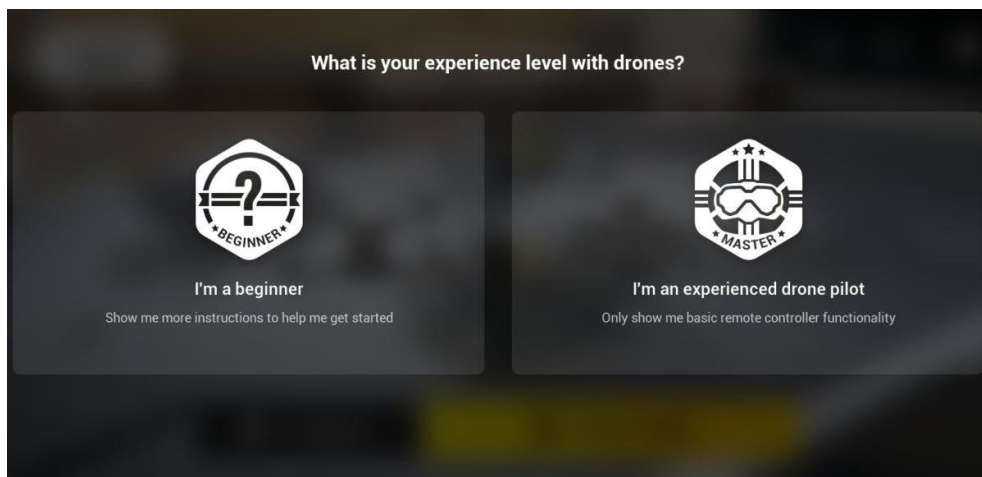 What is your experience level with drones?
BEGINNER
I'm a beginner
Show me more instructions to help me get started
MASTER
I'm an experienced drone pilot
Only show me basic remote controller functionality